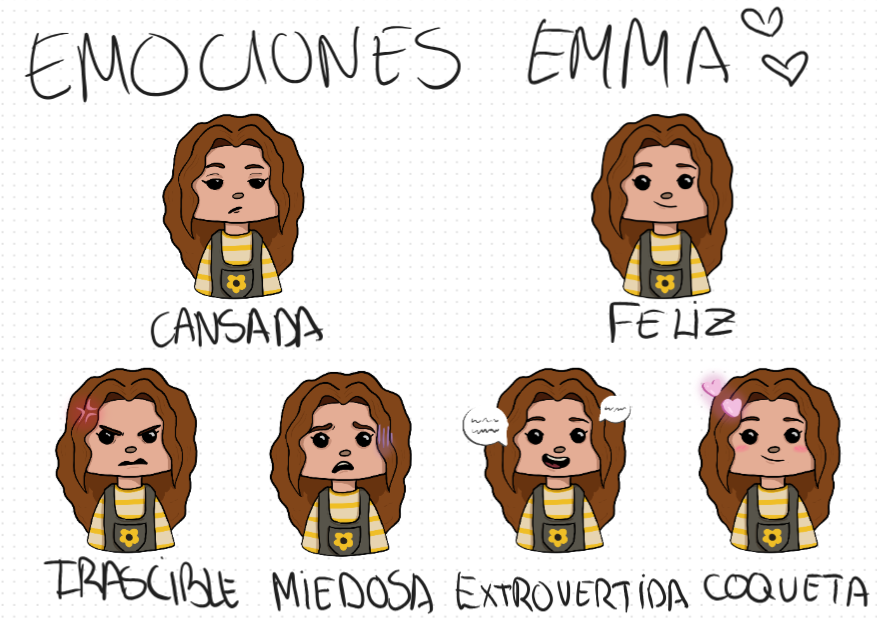 EMOCIONES EMMA
CANSADA
FELIZ
IRASCIBLE
MIEDOSA
EXTROVERTIDA
COQUETA